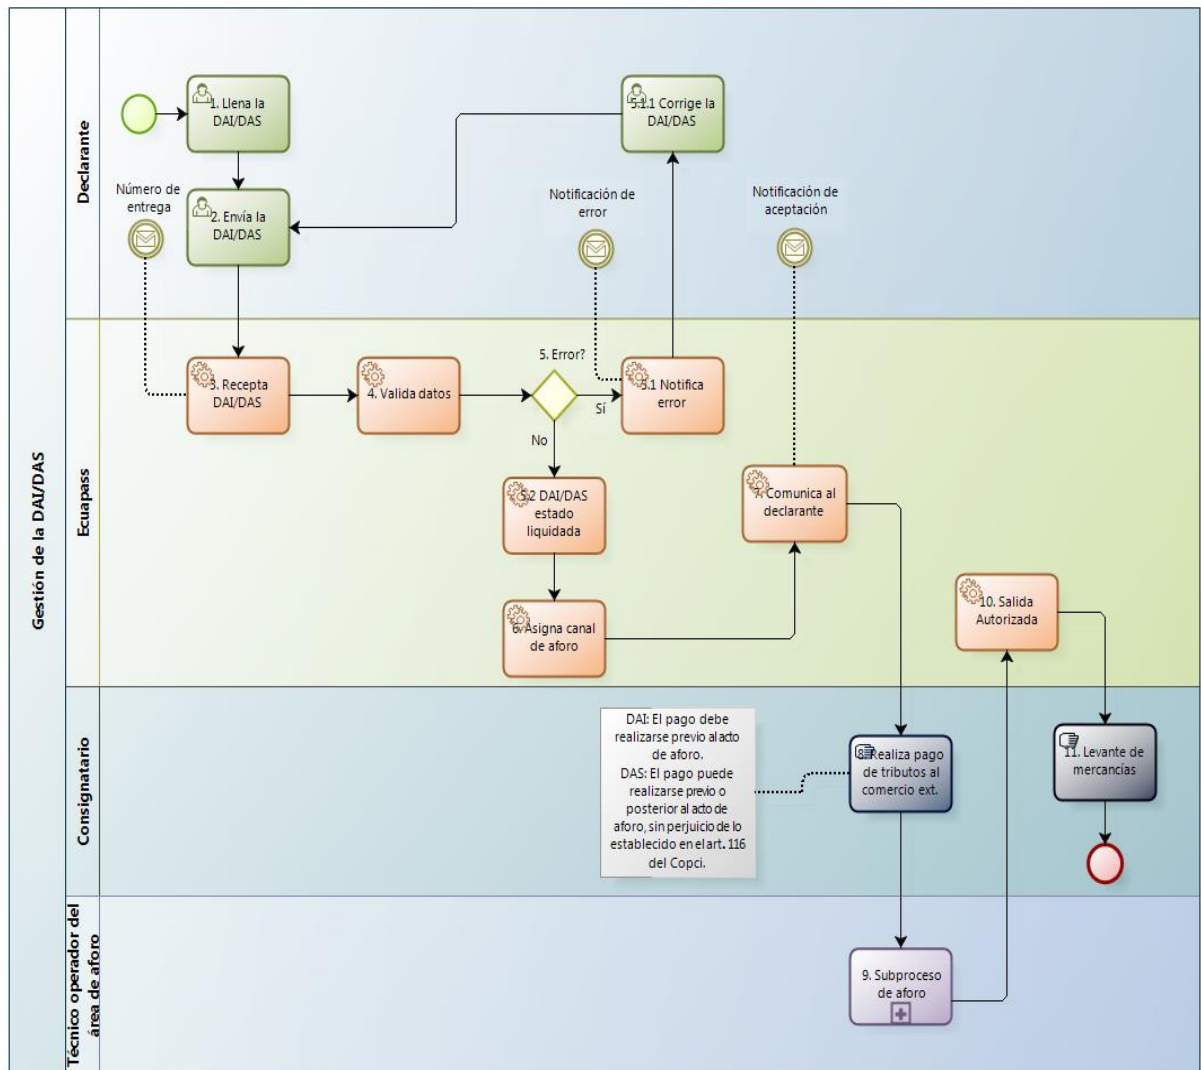 Gestión de la DAI/DAS
Declarante
1. Llena la
DAI/DAS
5.1.1 Corrige la
DAI/DAS
Número de
entrega
2. Envía la
DAI/DAS
Notificación de
error
Notificación de
aceptación
Ecuapass
3. Recepta
DAI/DAS
4. Valida datos
5. Error?
Sí
No
5.1 Notifica
error
5.2 DAI/DAS
estado
liquidada
7. Comunica al
declarante
6. Asigna canal
de aforo
10. Salida
Autorizada
Consignatario
DAI: El pago debe
realizarse previo al acto
de aforo.
DAS: El pago puede
realizarse previo o
posterior al acto de
aforo, sin perjuicio de lo
establecido en el art. 116
del Copci.
8. Realiza pago
de tributos al
comercio ext.
11. Levante de
mercancías
Técnico operador del
área de aforo
9. Subproceso
de aforo